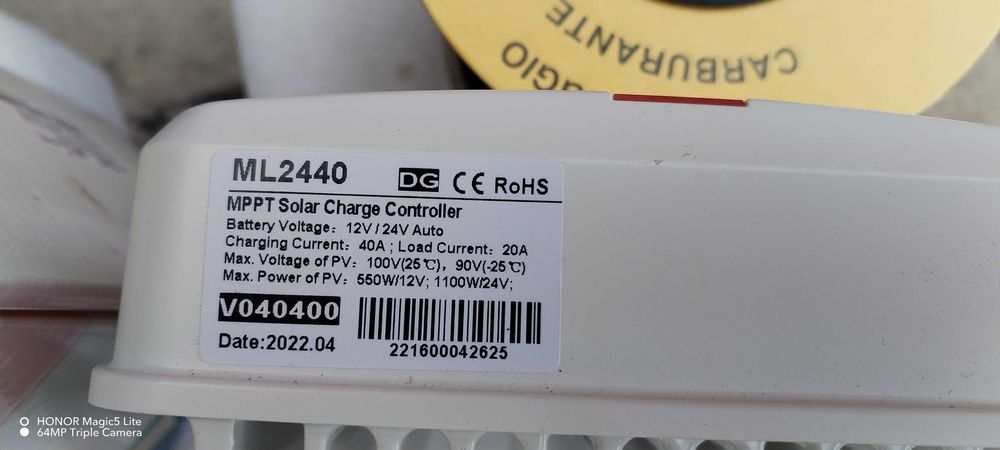 GGIO
CARBURANTE
ML2440 DG CE RoHS
MPPT Solar Charge Controller
Battery Voltage: 12V / 24V Auto
Charging Current: 40A ; Load Current: 20A
Max. Voltage of PV: 100V(25℃), 90V(-25℃)
Max. Power of PV: 550W/12V; 1100W/24V;
V040400
Date:2022.04
221600042625
HONOR Magic5 Lite
64MP Triple Camera